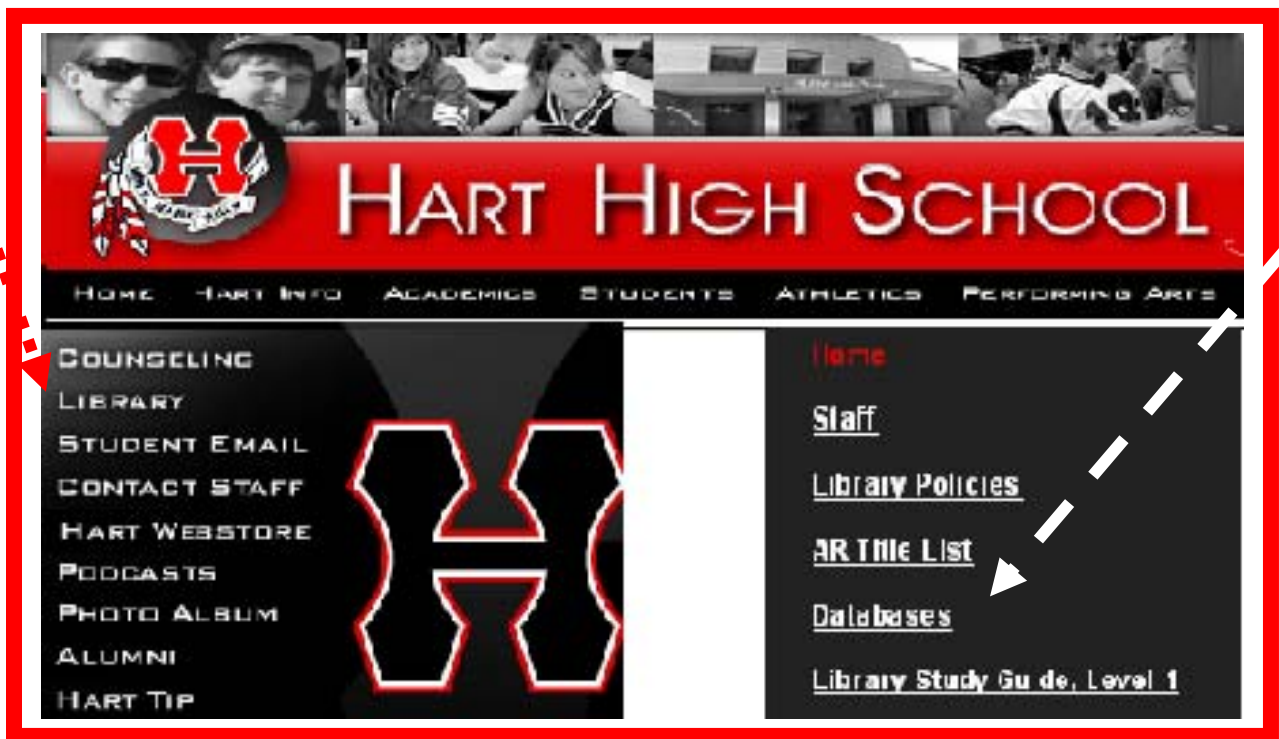 HART HIGH SCHOOL
HOME HART INFO ACADEMICS STUDENTS ATHLETICS PERFORMING ARTS
COUNSELING
LIBRARY
STUDENT EMAIL
CONTACT STAFF
HART WEBSTORE
PODCASTS
PHOTO ALBUM
ALUMNI
HART TIP
Home
Staff
Library Policies
AR Title List
Databases
Library Study Guide, Level 1